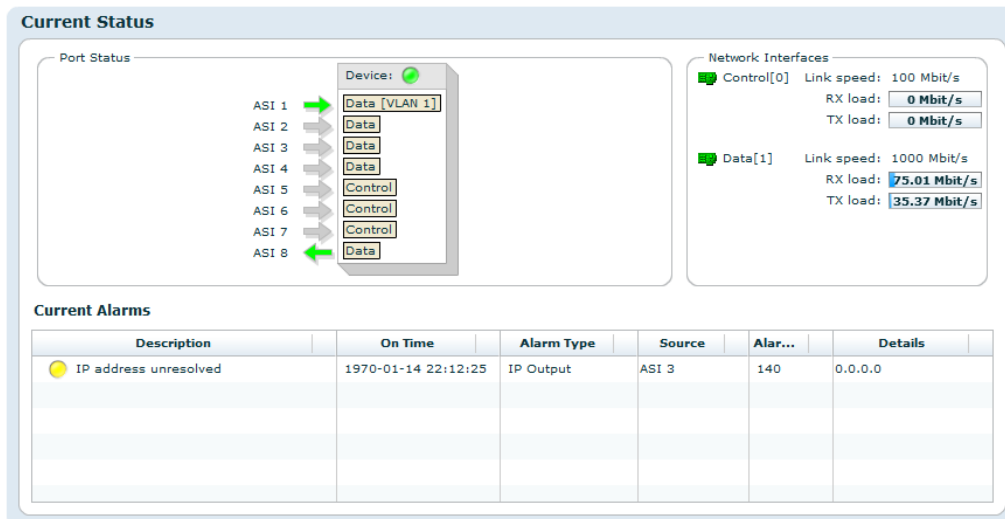 Current Status
Port Status
Device:
ASI 1 Data [VLAN 1]
ASI 2 Data
ASI 3 Data
ASI 4 Data
ASI 5 Control
ASI 6 Control
ASI 7 Control
ASI 8 Data
Network Interfaces
Control[0] Link speed: 100 Mbit/s
RX load: 0 Mbit/s
TX load: 0 Mbit/s
Data[1] Link speed: 1000 Mbit/s
RX load: 75.01 Mbit/s
TX load: 35.37 Mbit/s
Current Alarms
Description On Time Alarm Type Source Alar... Details
IP address unresolved 1970-01-14 22:12:25 IP Output ASI 3 140 0.0.0.0